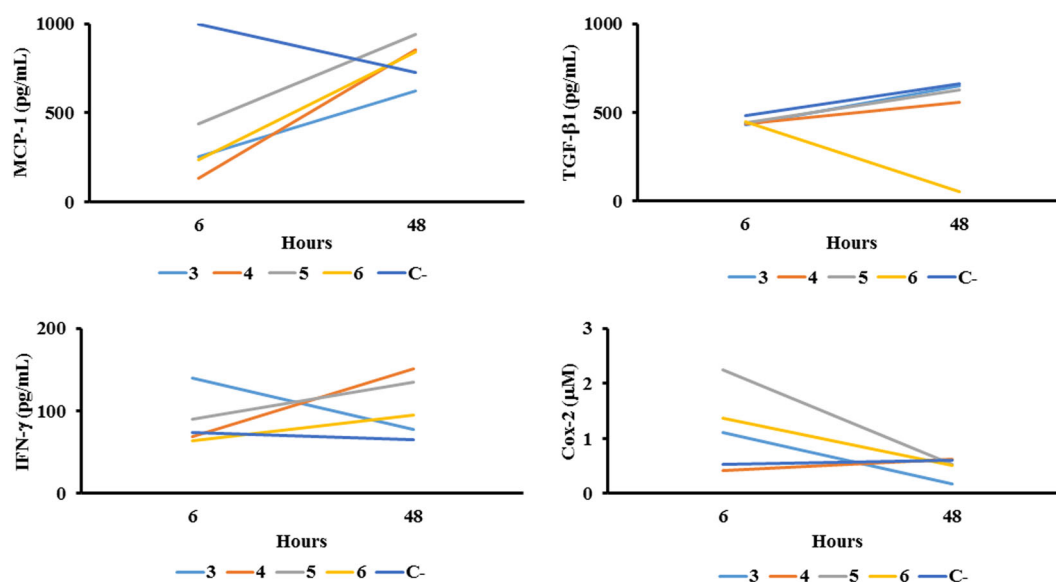 MCP-1 (pg/mL)
1000
500
0
6 48
Hours
3 4 5 6 C-
TGF-β1 (pg/mL)
1000
500
0
6 48
Hours
3 4 5 6 C-
IFN-γ (pg/mL)
200
100
0
6 48
Hours
3 4 5 6 C-
Cox-2 (µM)
3
2
1
0
6 48
Hours
3 4 5 6 C-